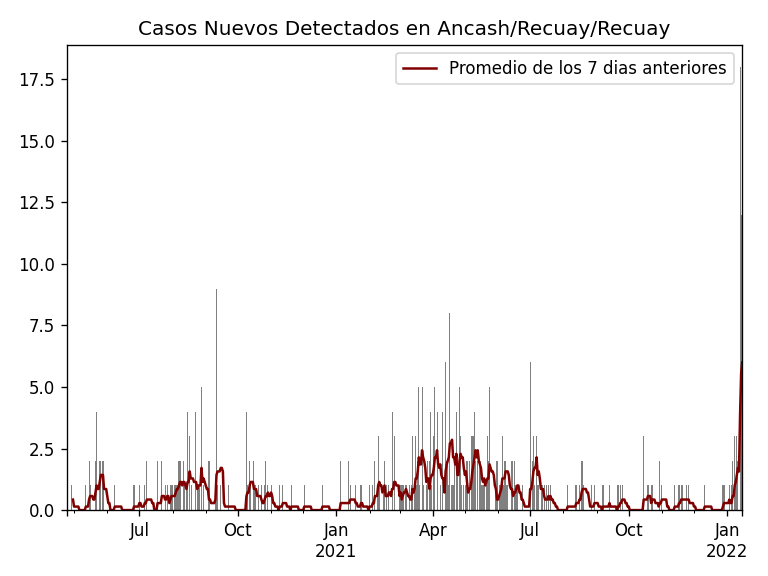 Casos Nuevos Detectados en Ancash/Recuay/Recuay
Promedio de los 7 dias anteriores
17.5
15.0
12.5
10.0
7.5
5.0
2.5
0.0
Jul
Oct
Jan
2021
Apr
Jul
Oct
Jan
2022